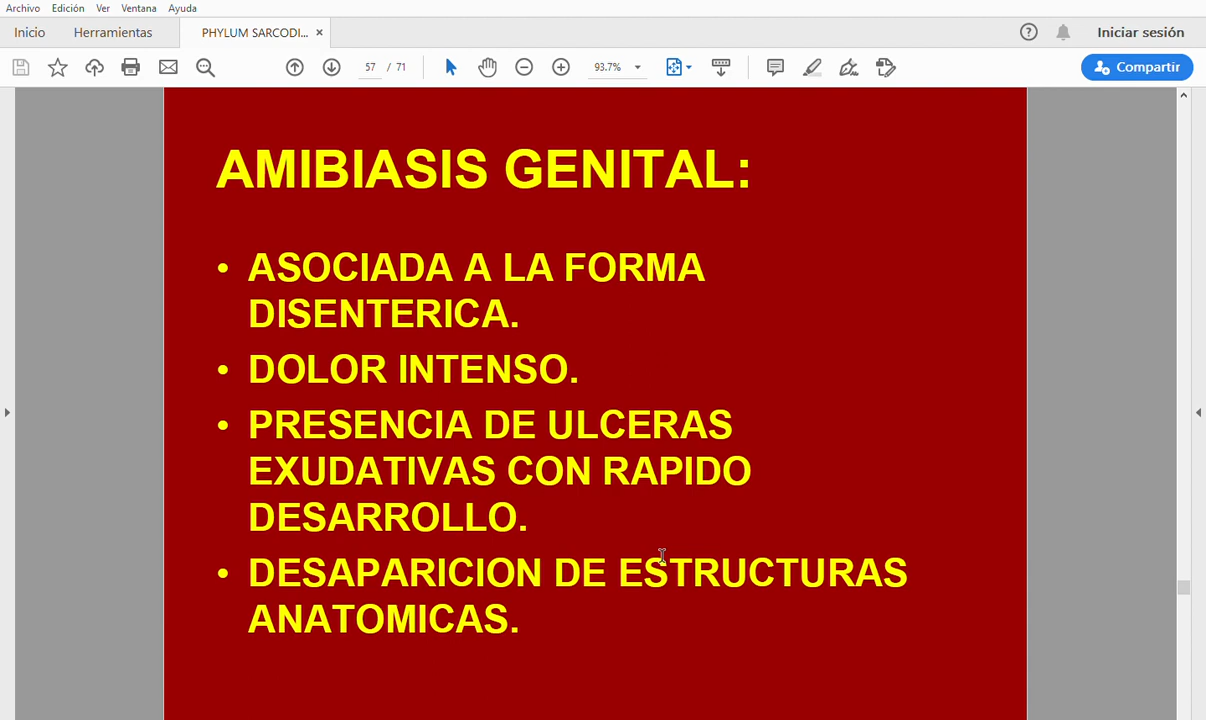 Archivo Edición Ver Ventana Ayuda
Inicio Herramientas PHYLUM SARCODI... × Iniciar sesión
57 / 71 93.7% Compartir
AMIBIASIS GENITAL:
• ASOCIADA A LA FORMA
DISENTERICA.
• DOLOR INTENSO.
• PRESENCIA DE ULCERAS
EXUDATIVAS CON RAPIDO
DESARROLLO.
• DESAPARICION DE ESTRUCTURAS
ANATOMICAS.